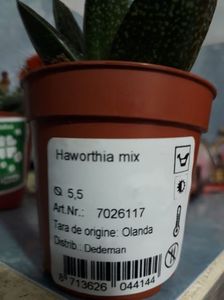 Haworthia mix
⌀ 5,5
Art.Nr.: 7026117
Tara de origine: Olanda
Distrib.: Dedeman
8 713626 044144